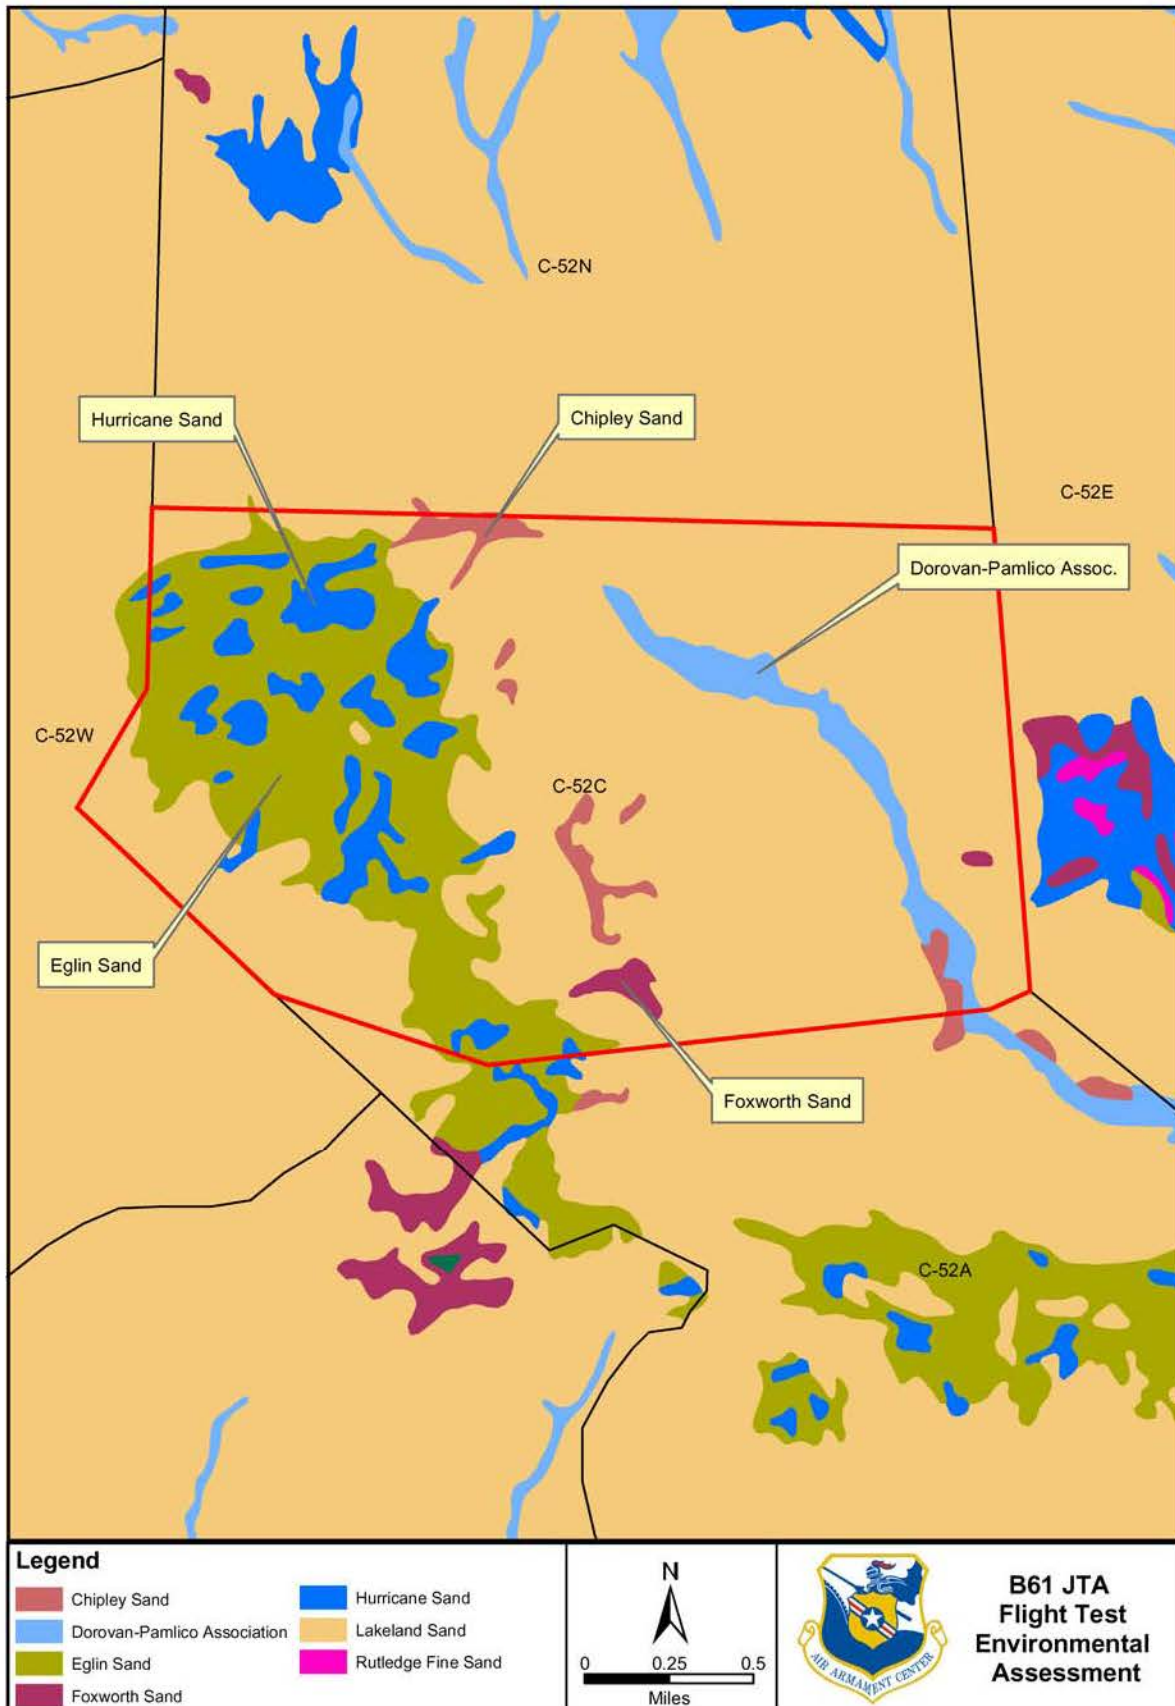 C-52N
Hurricane Sand
Chipley Sand
C-52E
Dorovan-Pamlico Assoc.
C-52W
C-52C
Eglin Sand
Foxworth Sand
C-52A
Legend
Chipley Sand
Dorovan-Pamlico Association
Eglin Sand
Foxworth Sand
Hurricane Sand
Lakeland Sand
Rutledge Fine Sand
N
0 0.25 0.5
Miles
AIR ARMAMENT CENTER
B61 JTA
Flight Test
Environmental
Assessment